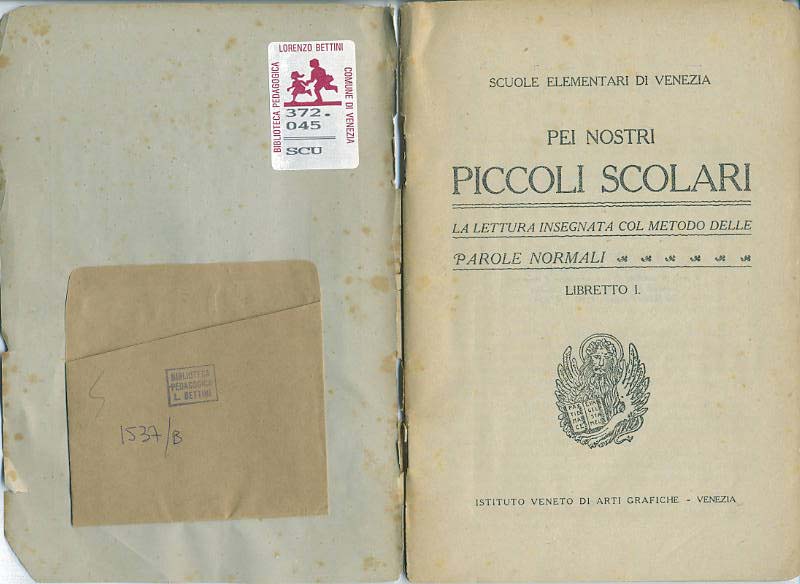 LORENZO BETTINI
BIBLIOTECA PEDAGOGICA
COMUNE DI VENEZIA
372.
045
SCU
BIBLIOTECA
PEDAGOGICA
L. BETTINI
1537/B
SCUOLE ELEMENTARI DI VENEZIA
PEI NOSTRI
PICCOLI SCOLARI
LA LETTURA INSEGNATA COL METODO DELLE
PAROLE NORMALI
LIBRETTO I.
ISTITUTO VENETO DI ARTI GRAFICHE - VENEZIA